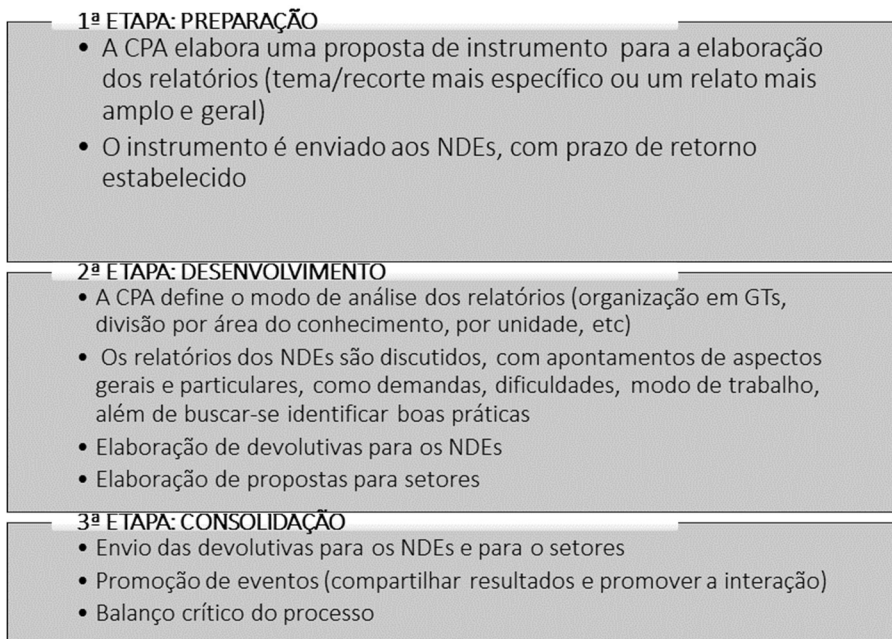 1ª ETAPA: PREPARAÇÃO
• A CPA elabora uma proposta de instrumento para a elaboração
dos relatórios (tema/recorte mais específico ou um relato mais
amplo e geral)
• O instrumento é enviado aos NDEs, com prazo de retorno
estabelecido
2ª ETAPA: DESENVOLVIMENTO
• A CPA define o modo de análise dos relatórios (organização em GTs,
divisão por área do conhecimento, por unidade, etc)
• Os relatórios dos NDEs são discutidos, com apontamentos de aspectos
gerais e particulares, como demandas, dificuldades, modo de trabalho,
além de buscar-se identificar boas práticas
• Elaboração de devolutivas para os NDEs
• Elaboração de propostas para setores
3ª ETAPA: CONSOLIDAÇÃO
• Envio das devolutivas para os NDEs e para o setores
• Promoção de eventos (compartilhar resultados e promover a interação)
• Balanço crítico do processo